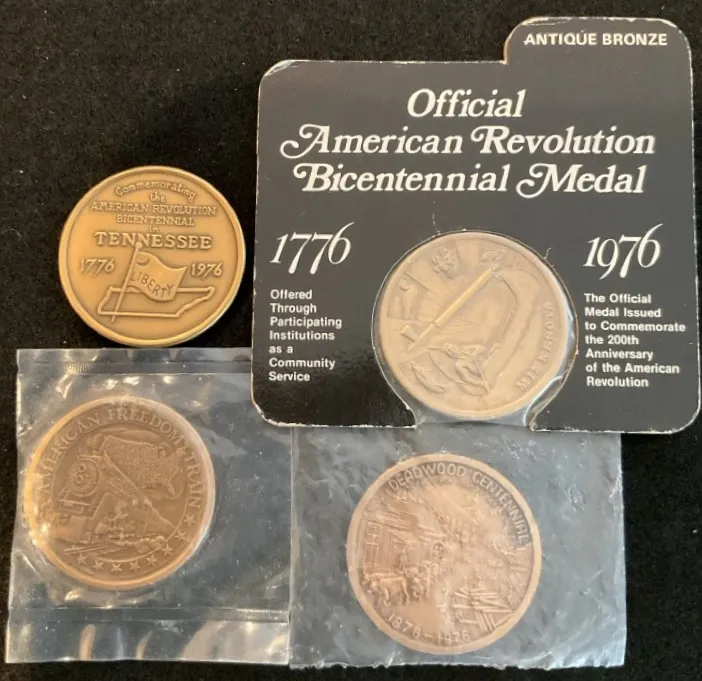 ANTIQUE BRONZE
Official
American Revolution
Bicentennial Medal
1776
1976
Offered
Through
Participating
Institutions
as a
Community
Service
The Official
Medal Issued
to Commemorate
the 200th
Anniversary
of the American
Revolution
MINNESOTA
Commemorating
the
AMERICAN REVOLUTION
BICENTENNIAL
in
TENNESSEE
1776 1976
LIBERTY
AMERICAN FREEDOM TRAIN
DEADWOOD CENTENNIAL
1876-1976